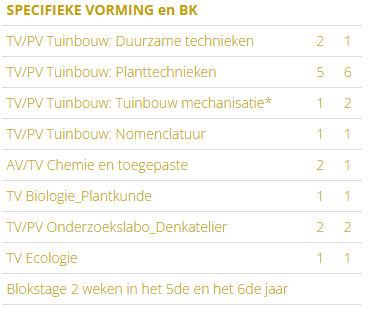 SPECIFIEKE VORMING en BK
TV/PV Tuinbouw: Duurzame technieken 2 1
TV/PV Tuinbouw: Planttechnieken 5 6
TV/PV Tuinbouw: Tuinbouw mechanisatie* 1 2
TV/PV Tuinbouw: Nomenclatuur 1 1
AV/TV Chemie en toegepaste 2 1
TV Biologie_Plantkunde 1 1
TV/PV Onderzoekslabo_Denkatelier 2 2
TV Ecologie 1 1
Blokstage 2 weken in het 5de en het 6de jaar